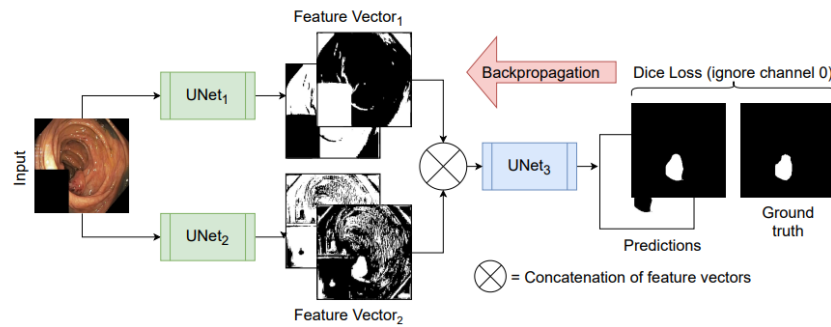 Feature Vector₁
Dice Loss (ignore channel 0)
Backpropagation
UNet₁
Input
UNet₃
UNet₂
Predictions
Ground
truth
= Concatenation of feature vectors
Feature Vector₂